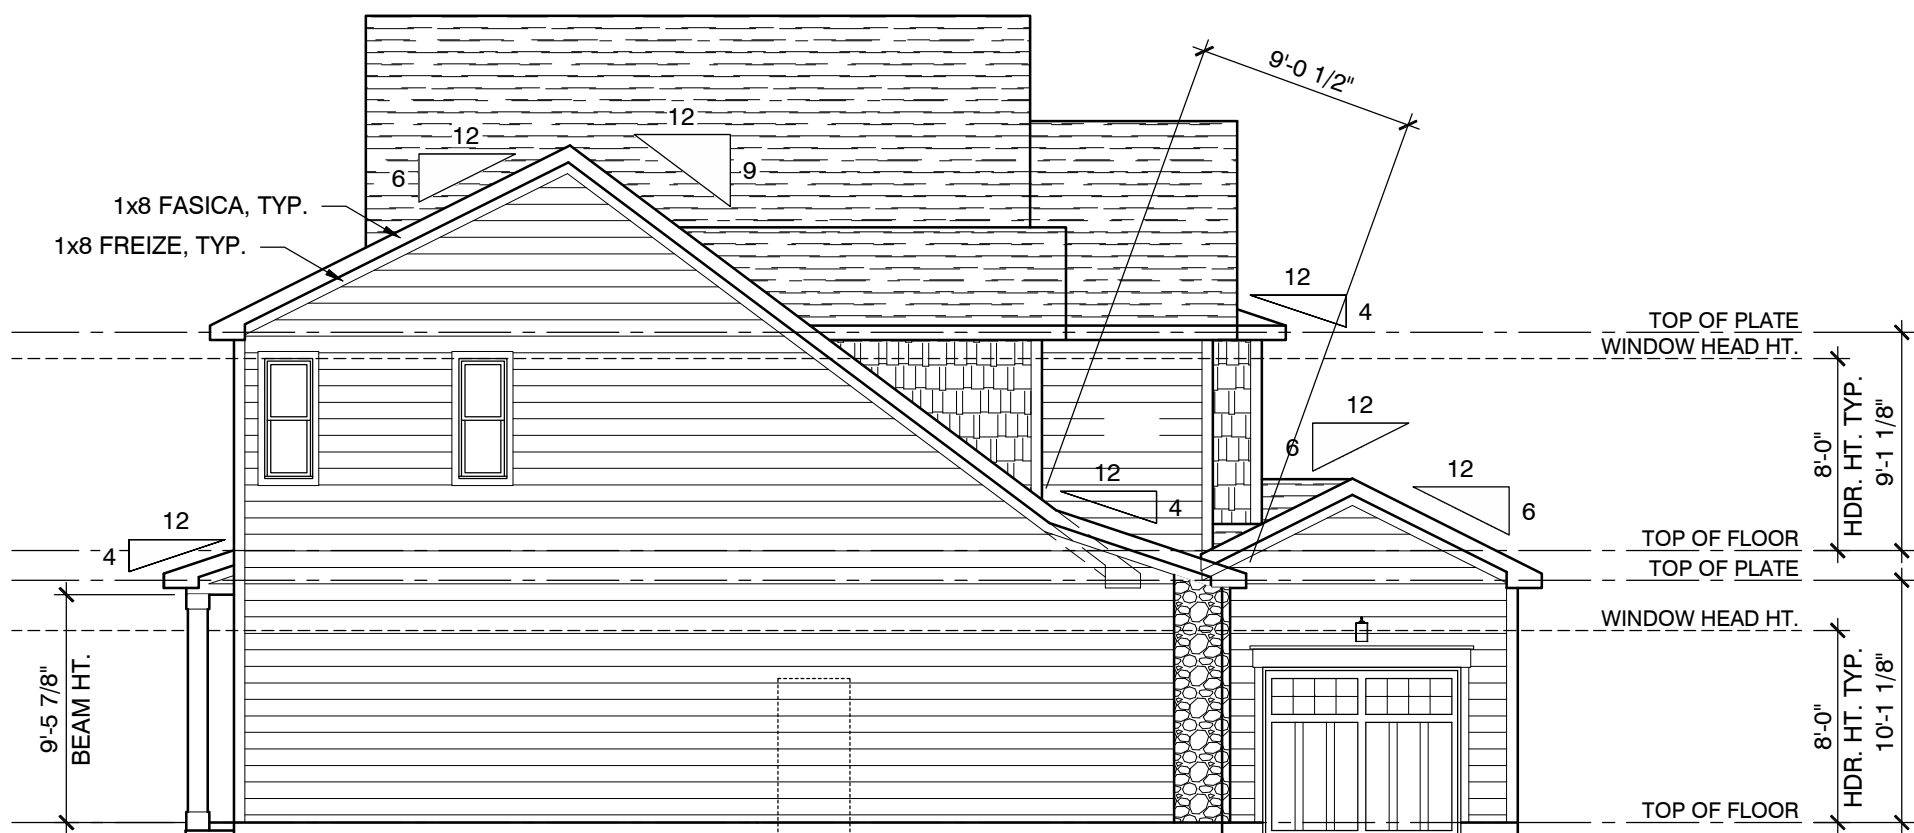 9'-0 1/2"
12
12
6
9
1x8 FASICA, TYP.
1x8 FREIZE, TYP.
12
4
TOP OF PLATE
WINDOW HEAD HT.
12
6
8'-0"
HDR. HT. TYP.
9'-1 1/8"
12
4
12
6
12
4
TOP OF FLOOR
TOP OF PLATE
WINDOW HEAD HT.
9'-5 7/8"
BEAM HT.
8'-0"
HDR. HT. TYP.
10'-1 1/8"
TOP OF FLOOR